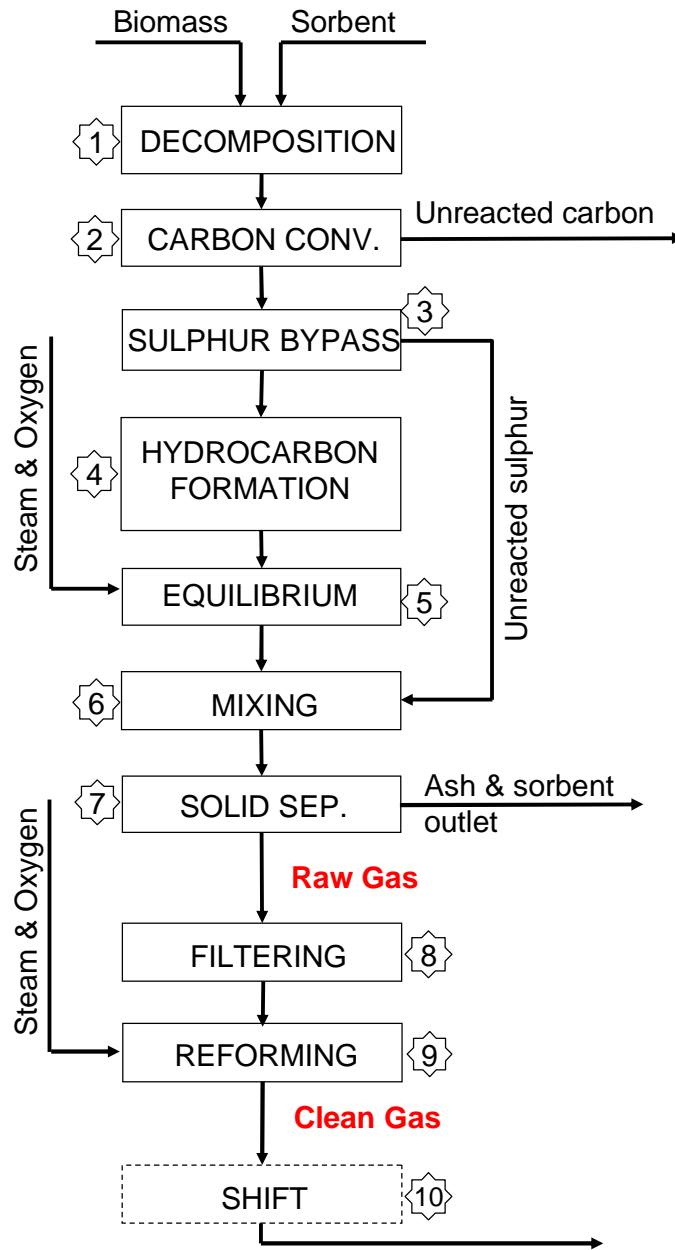 Biomass
Sorbent
1
DECOMPOSITION
Unreacted carbon
2
CARBON CONV.
3
SULPHUR BYPASS
Steam & Oxygen
4
HYDROCARBON
FORMATION
Unreacted sulphur
EQUILIBRIUM
5
6
MIXING
7
SOLID SEP.
Ash & sorbent
outlet
Raw Gas
Steam & Oxygen
FILTERING
8
REFORMING
9
Clean Gas
SHIFT
10